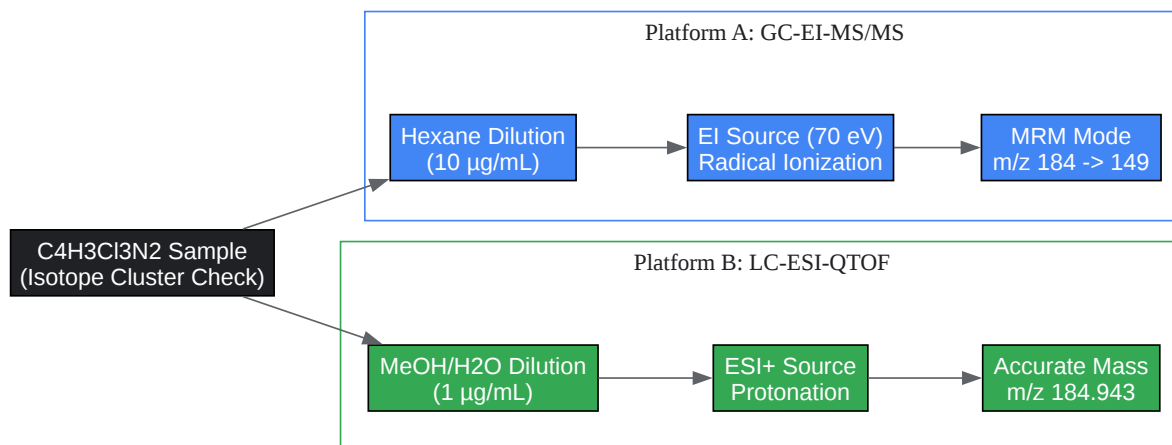 Platform A: GC-EI-MS/MS
Hexane Dilution
(10 µg/mL)
EI Source (70 eV)
Radical Ionization
MRM Mode
m/z 184 -> 149
C4H3Cl3N2 Sample
(Isotope Cluster Check)
Platform B: LC-ESI-QTOF
MeOH/H2O Dilution
(1 µg/mL)
ESI+ Source
Protonation
Accurate Mass
m/z 184.943